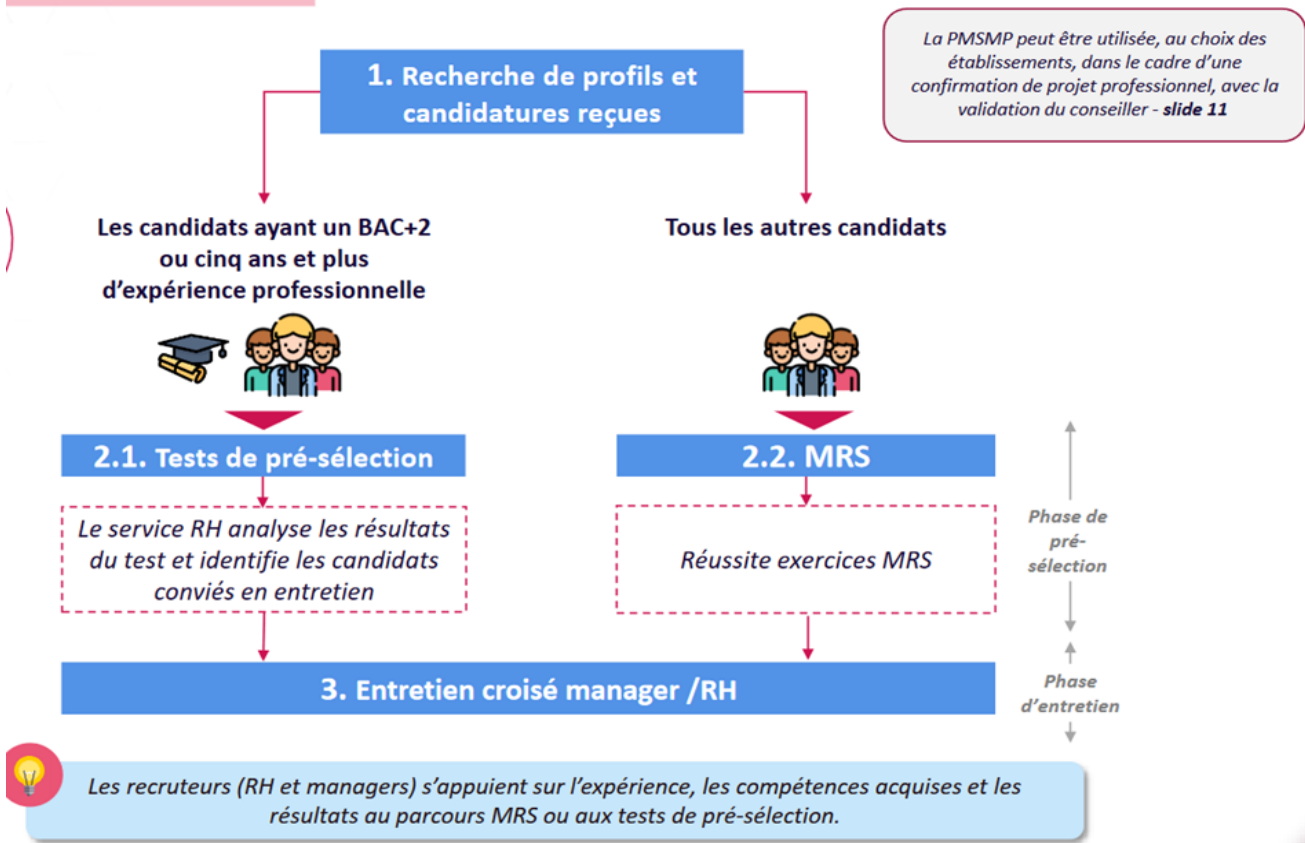 La PMSMP peut être utilisée, au choix des
établissements, dans le cadre d’une
confirmation de projet professionnel, avec la
validation du conseiller - slide 11
1. Recherche de profils et
candidatures reçues
Les candidats ayant un BAC+2
ou cinq ans et plus
d’expérience professionnelle
Tous les autres candidats
2.1. Tests de pré-sélection
2.2. MRS
Le service RH analyse les résultats
du test et identifie les candidats
conviés en entretien
Réussite exercices MRS
Phase de
pré-
sélection
3. Entretien croisé manager /RH
Phase
d’entretien
Les recruteurs (RH et managers) s’appuient sur l’expérience, les compétences acquises et les
résultats au parcours MRS ou aux tests de pré-sélection.